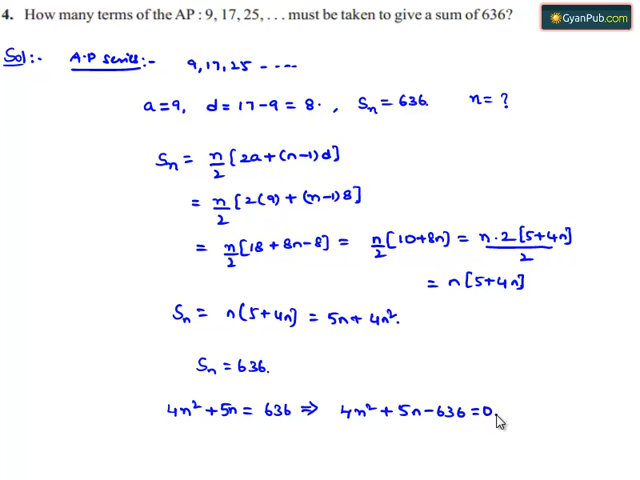 4. How many terms of the AP : 9, 17, 25, . . . must be taken to give a sum of 636?
GyanPub.com
Sol:- A.P series:- 9, 17, 25 - - - -
a = 9, d = 17-9 = 8. , Sn = 636. n = ?
Sn = n/2 [2a + (n-1)d]
= n/2 [2(9) + (n-1)8]
= n/2 [18 + 8n - 8] = n/2 [10+8n] = n·2[5+4n]/2
= n[5+4n]
Sn = n(5+4n) = 5n + 4n².
Sn = 636.
4n² + 5n = 636 ⇒ 4n² + 5n - 636 = 0.